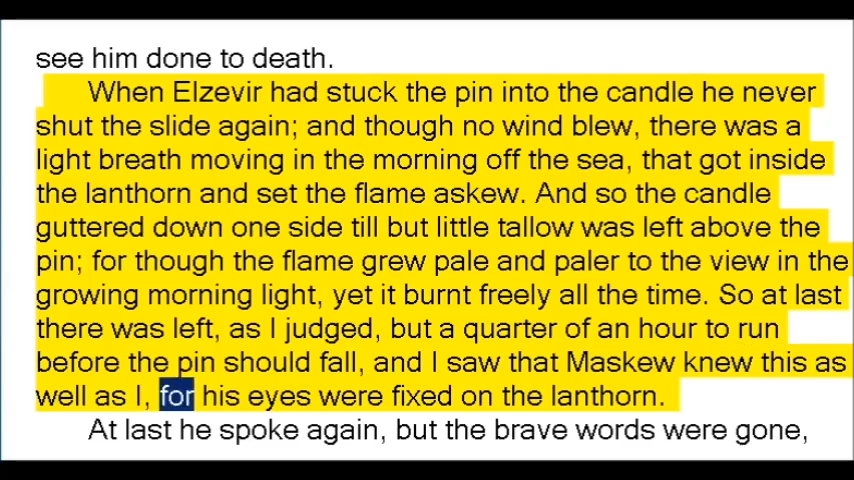 see him done to death.
When Elzevir had stuck the pin into the candle he never
shut the slide again; and though no wind blew, there was a
light breath moving in the morning off the sea, that got inside
the lanthorn and set the flame askew. And so the candle
guttered down one side till but little tallow was left above the
pin; for though the flame grew pale and paler to the view in the
growing morning light, yet it burnt freely all the time. So at last
there was left, as I judged, but a quarter of an hour to run
before the pin should fall, and I saw that Maskew knew this as
well as I, for his eyes were fixed on the lanthorn.
At last he spoke again, but the brave words were gone,